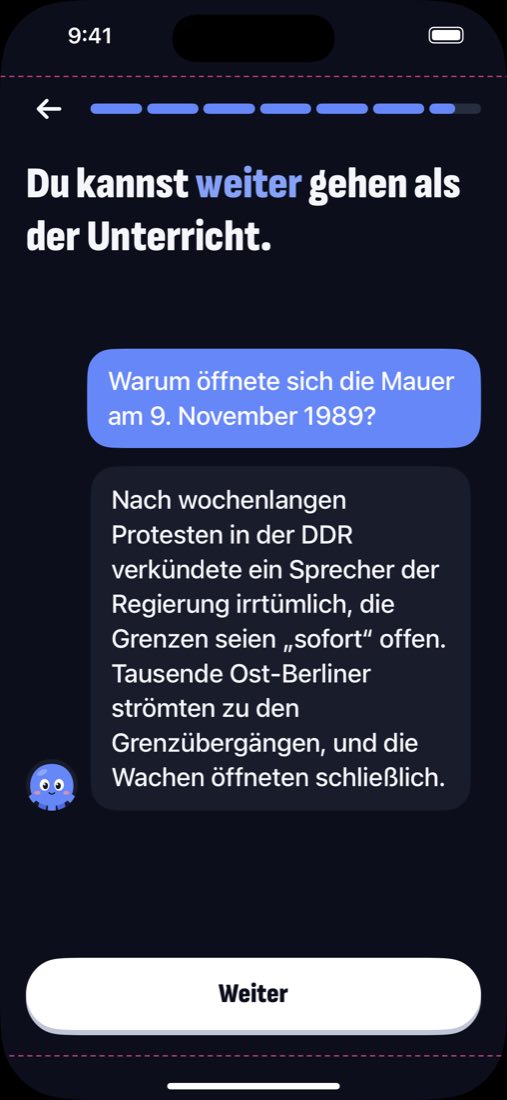 9:41
Du kannst weiter gehen als
der Unterricht.
Warum öffnete sich die Mauer
am 9. November 1989?
Nach wochenlangen
Protesten in der DDR
verkündete ein Sprecher der
Regierung irrtümlich, die
Grenzen seien „sofort“ offen.
Tausende Ost-Berliner
strömten zu den
Grenzübergängen, und die
Wachen öffneten schließlich.
Weiter